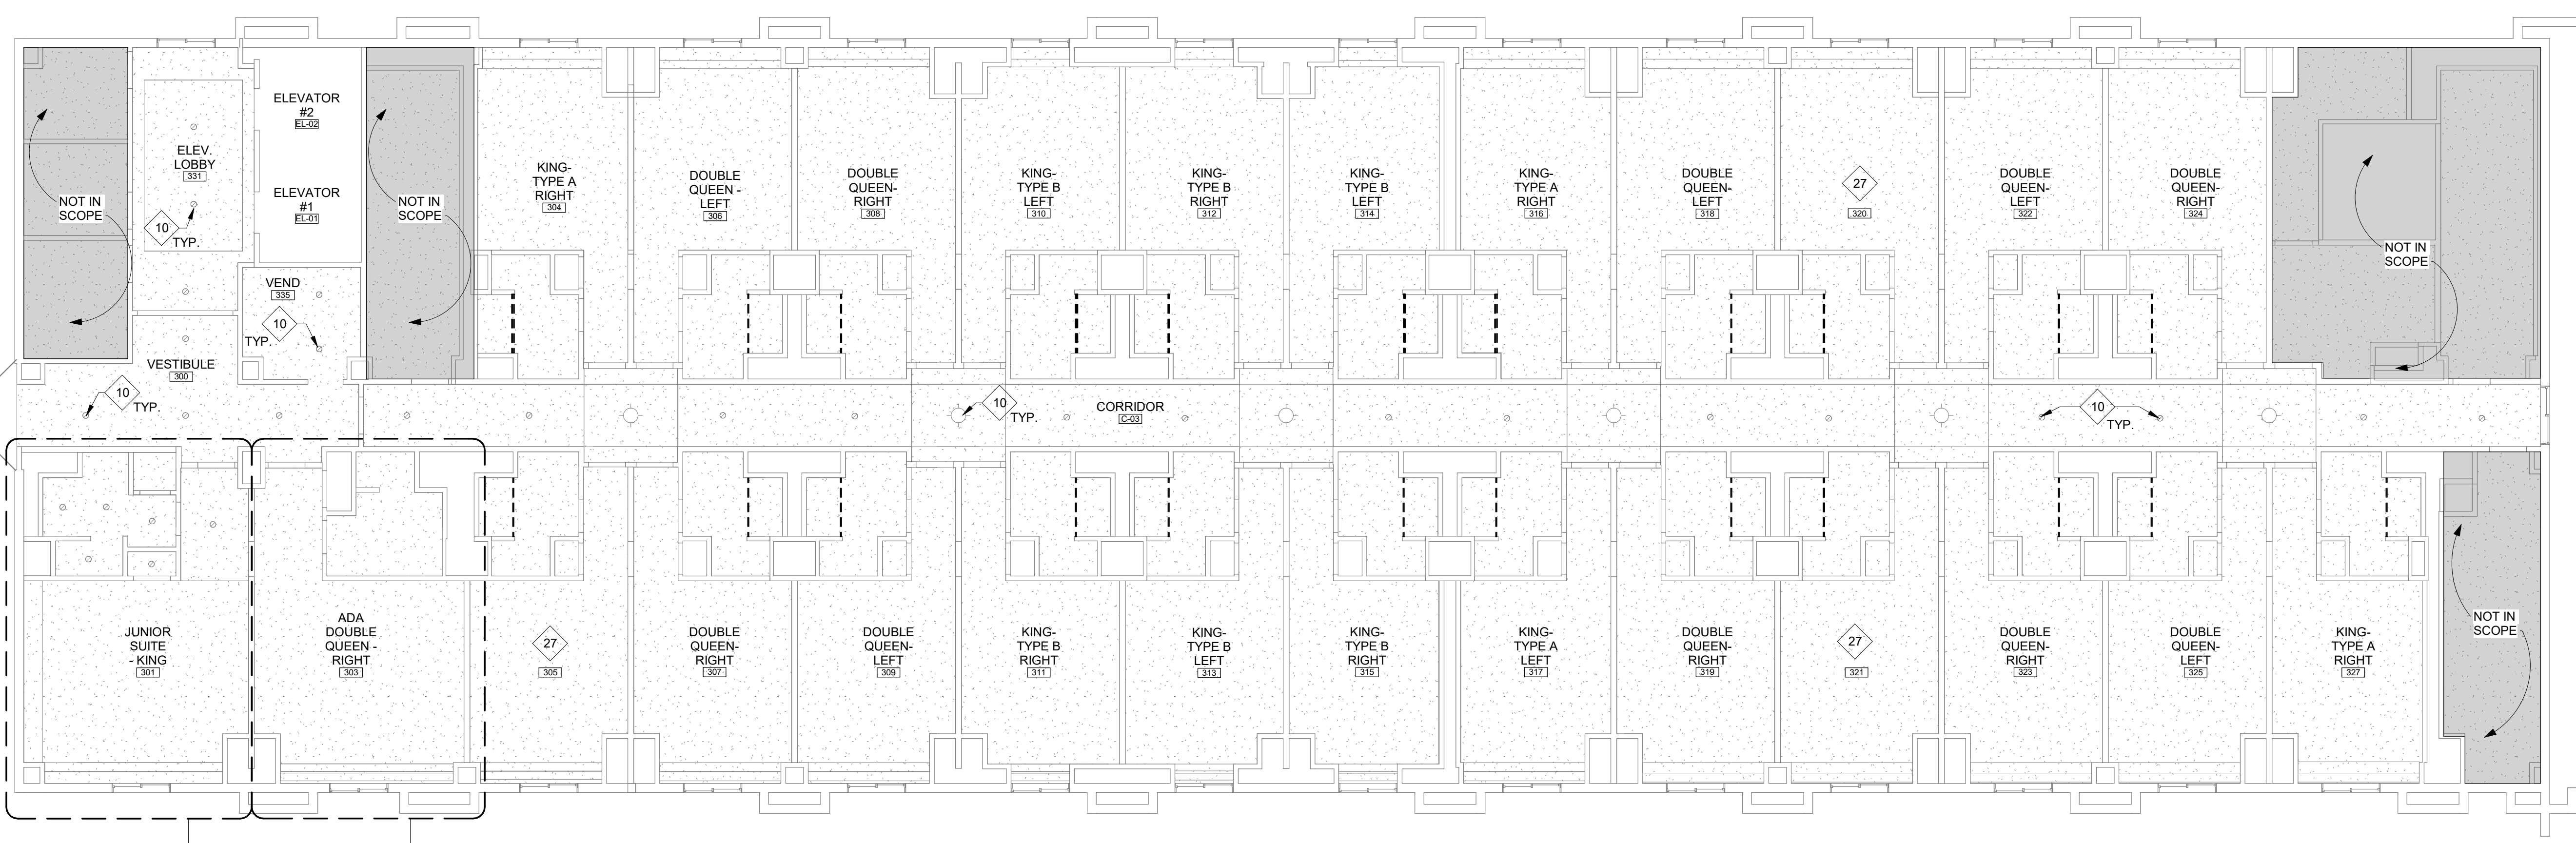 ELEVATOR
#2
EL-02
ELEV.
LOBBY
331
ELEVATOR
#1
EL-01
NOT IN
SCOPE
NOT IN
SCOPE
10
TYP.
VEND
335
10
TYP.
VESTIBULE
300
10
TYP.
KING-
TYPE A
RIGHT
304
DOUBLE
QUEEN -
LEFT
306
DOUBLE
QUEEN-
RIGHT
308
KING-
TYPE B
LEFT
310
KING-
TYPE B
RIGHT
312
KING-
TYPE B
LEFT
314
KING-
TYPE A
RIGHT
316
DOUBLE
QUEEN-
LEFT
318
27
320
DOUBLE
QUEEN-
LEFT
322
DOUBLE
QUEEN-
RIGHT
324
NOT IN
SCOPE
10
TYP.
CORRIDOR
C-03
10
TYP.
JUNIOR
SUITE
- KING
301
ADA
DOUBLE
QUEEN -
RIGHT
303
27
305
DOUBLE
QUEEN-
RIGHT
307
DOUBLE
QUEEN-
LEFT
309
KING-
TYPE B
RIGHT
311
KING-
TYPE B
LEFT
313
KING-
TYPE B
RIGHT
315
KING-
TYPE A
LEFT
317
DOUBLE
QUEEN-
RIGHT
319
27
321
DOUBLE
QUEEN-
RIGHT
323
DOUBLE
QUEEN-
LEFT
325
KING-
TYPE A
RIGHT
327
NOT IN
SCOPE